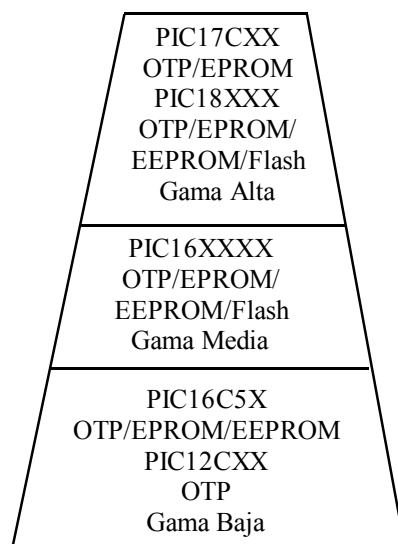 PIC17CXX
OTP/EPROM
PIC18XXX
OTP/EPROM/
EEPROM/Flash
Gama Alta
PIC16XXXX
OTP/EPROM/
EEPROM/Flash
Gama Media
PIC16C5X
OTP/EPROM/EEPROM
PIC12CXX
OTP
Gama Baja